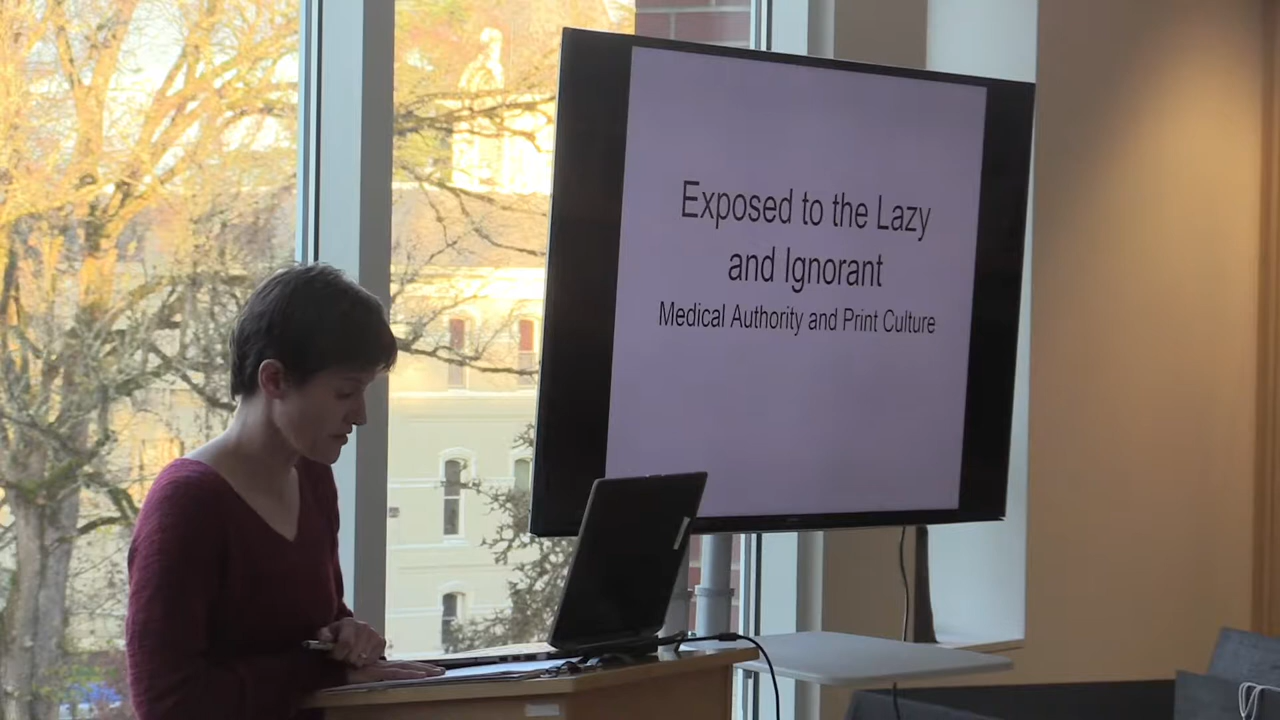 Exposed to the Lazy
and Ignorant
Medical Authority and Print Culture